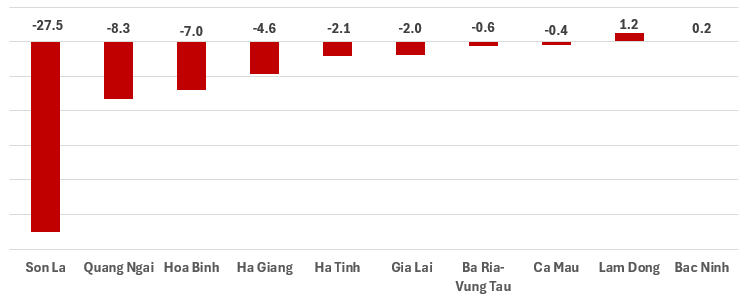 -27.5
-8.3
-7.0
-4.6
-2.1
-2.0
-0.6
-0.4
1.2
0.2
Son La
Quang Ngai
Hoa Binh
Ha Giang
Ha Tinh
Gia Lai
Ba Ria-
Vung Tau
Ca Mau
Lam Dong
Bac Ninh